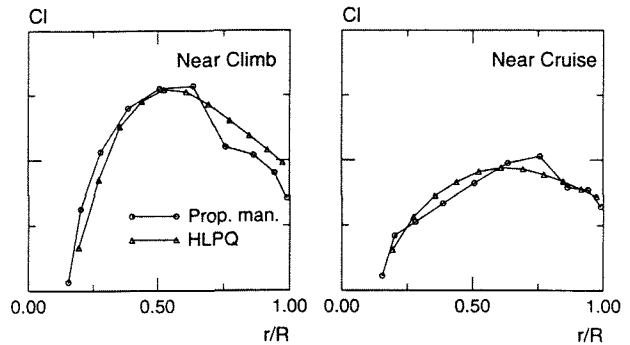 Cl
Near Climb
Prop. man.
HLPQ
0.00 0.50 1.00
r/R
Cl
Near Cruise
0.00 0.50 1.00
r/R